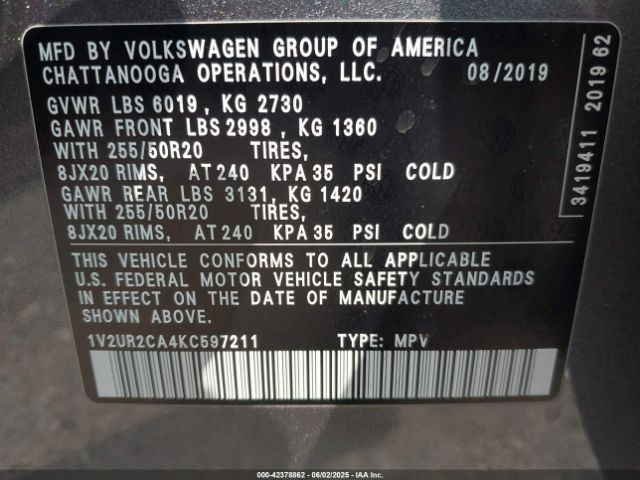 MFD BY VOLKSWAGEN GROUP OF AMERICA
CHATTANOOGA OPERATIONS, LLC. 08/2019
GVWR LBS 6019, KG 2730
GAWR FRONT LBS 2998, KG 1360
WITH 255/50R20 TIRES,
8JX20 RIMS, AT 240 KPA 35 PSI COLD
GAWR REAR LBS 3131, KG 1420
WITH 255/50R20 TIRES,
8JX20 RIMS, AT 240 KPA 35 PSI COLD
THIS VEHICLE CONFORMS TO ALL APPLICABLE
U.S. FEDERAL MOTOR VEHICLE SAFETY STANDARDS
IN EFFECT ON THE DATE OF MANUFACTURE
SHOWN ABOVE.
1V2UR2CA4KC597211 TYPE: MPV
3419411 2019 62
000-42378862 - 06/02/2025 - IAA Inc.